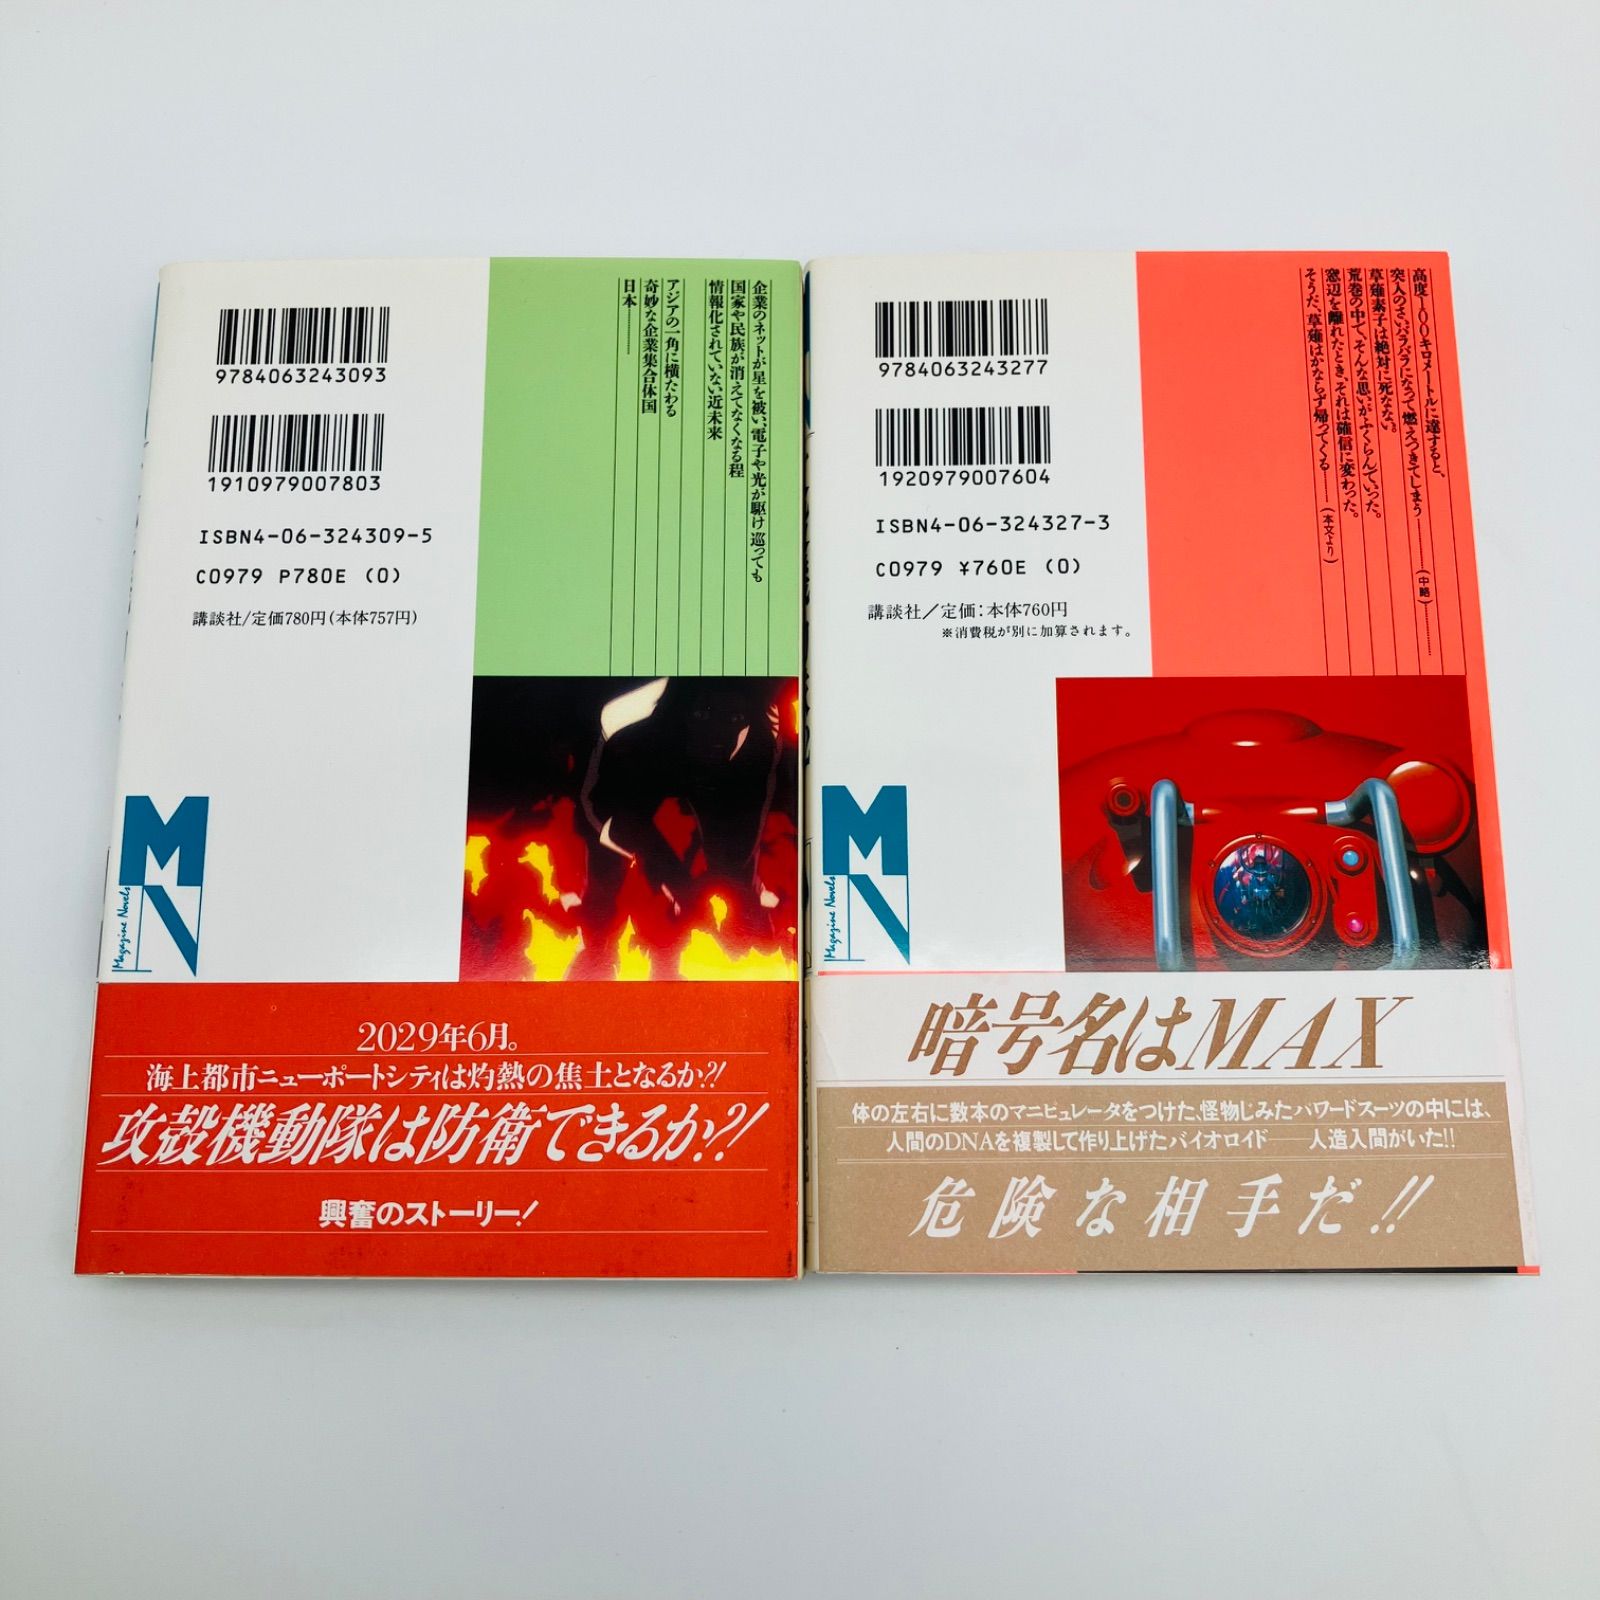 9784063243093
1910979007803
ISBN4-06-324309-5
C0979 P780E (0)
講談社/定価780円(本体757円)
企業のネットが星を被い、電子や光が駆け巡っても
国家や民族が消えてなくなる程
情報化されていない近未来
アジアの一角に横たわる
奇妙な企業集合体国
日本
MN
Magazine Novels
2029年6月。
海上都市ニューポートシティは灼熱の焦土となるか?!
攻殻機動隊は防衛できるか?!
興奮のストーリー!
9784063243277
1920979007604
ISBN4-06-324327-3
C0979 ¥760E (0)
講談社/定価:本体760円
※消費税が別に加算されます。
高度100キロメートルに達すると、
突入のさいバラバラになって燃えつきてしまう――(中略)――
草薙素子は絶対に死なない。
荒巻の中で、そんな思いがふくらんでいった。
窓辺を離れたとき、それは確信に変わった。
そうだ、草薙はかならず帰ってくる――(本文より)
MN
Magazine Novels
暗号名はMAX
体の左右に数本のマニピュレータをつけた、怪物じみたパワードスーツの中には、
人間のDNAを複製して作り上げたバイオロイド――人造人間がいた!!
危険な相手だ!!